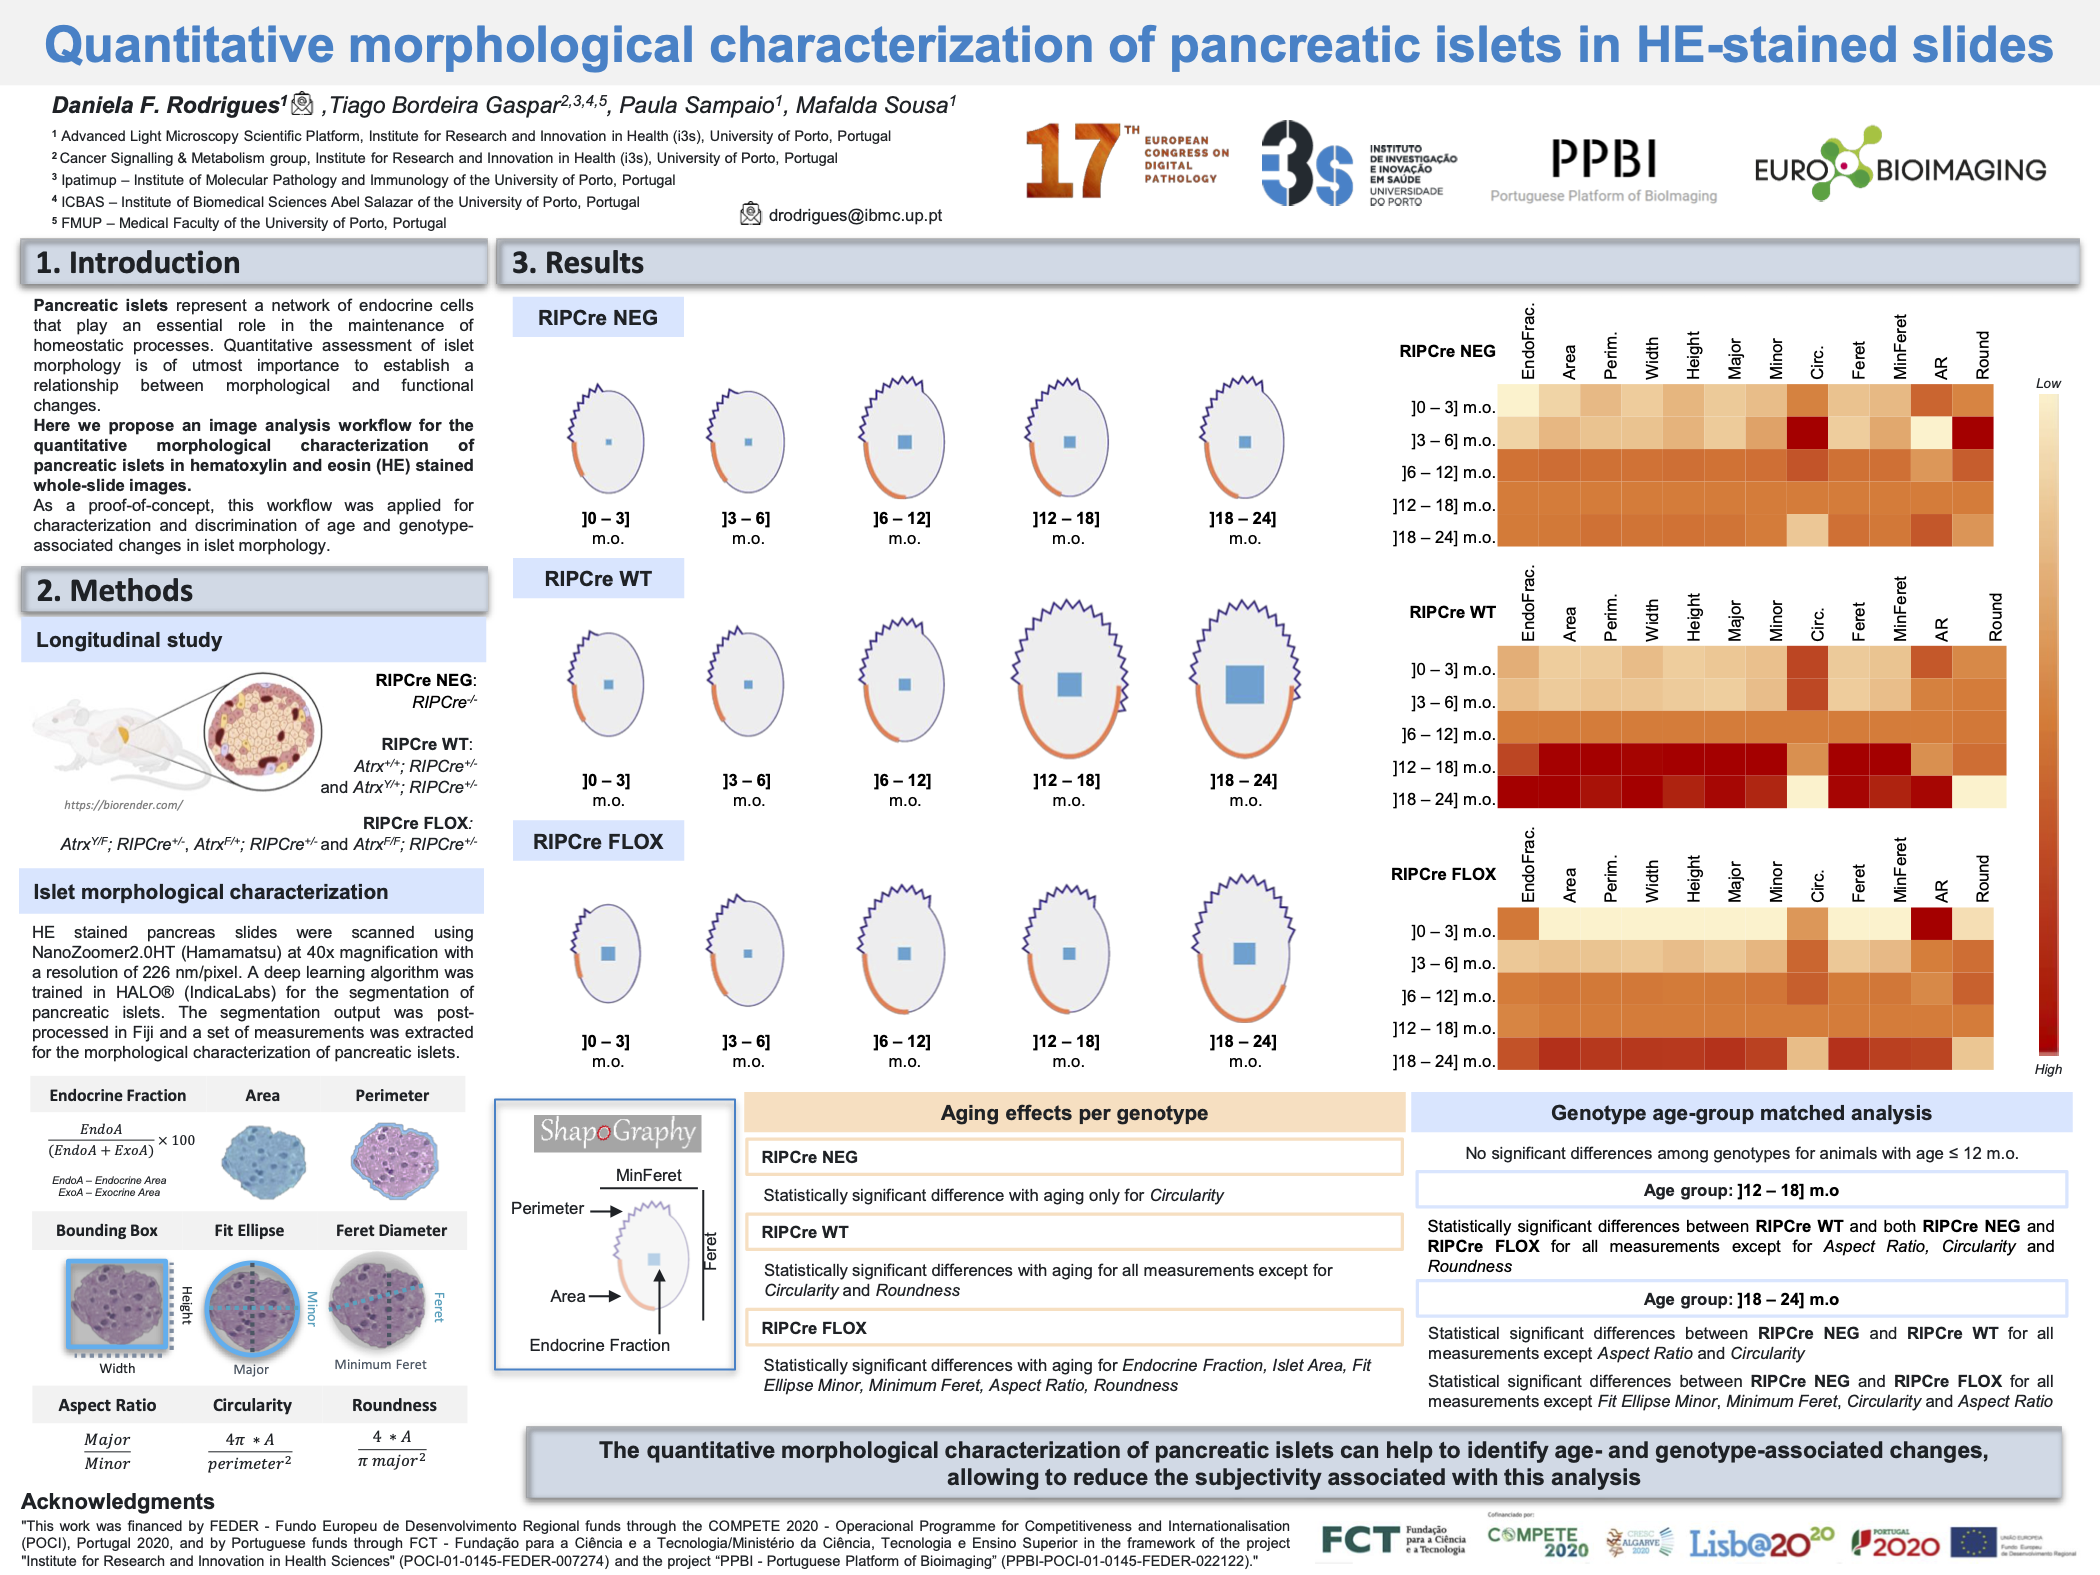 Quantitative morphological characterization of pancreatic islets in HE-stained slides
Daniela F. Rodrigues¹ , Tiago Bordeira Gaspar²,³,⁴,⁵, Paula Sampaio¹, Mafalda Sousa¹
¹ Advanced Light Microscopy Scientific Platform, Institute for Research and Innovation in Health (i3s), University of Porto, Portugal
² Cancer Signalling & Metabolism group, Institute for Research and Innovation in Health (i3s), University of Porto, Portugal
³ Ipatimup – Institute of Molecular Pathology and Immunology of the University of Porto, Portugal
⁴ ICBAS – Institute of Biomedical Sciences Abel Salazar of the University of Porto, Portugal
⁵ FMUP – Medical Faculty of the University of Porto, Portugal
drodrigues@ibmc.up.pt
17TH EUROPEAN
CONGRESS ON
DIGITAL
PATHOLOGY
i3s INSTITUTO
DE INVESTIGAÇÃO
E INOVAÇÃO
EM SAÚDE
UNIVERSIDADE
DO PORTO
PPBI
Portuguese Platform of BioImaging
EURO BIOIMAGING
1. Introduction
Pancreatic islets represent a network of endocrine cells
that play an essential role in the maintenance of
homeostatic processes. Quantitative assessment of islet
morphology is of utmost importance to establish a
relationship between morphological and functional
changes.
Here we propose an image analysis workflow for the
quantitative morphological characterization of
pancreatic islets in hematoxylin and eosin (HE) stained
whole-slide images.
As a proof-of-concept, this workflow was applied for
characterization and discrimination of age and genotype-
associated changes in islet morphology.
2. Methods
Longitudinal study
RIPCre NEG:
RIPCre-/-
RIPCre WT:
Atrx+/+; RIPCre+/-
and AtrxY/+; RIPCre+/-
https://biorender.com/
RIPCre FLOX:
AtrxY/F; RIPCre+/-, AtrxF/+; RIPCre+/- and AtrxF/F; RIPCre+/-
Islet morphological characterization
HE stained pancreas slides were scanned using
NanoZoomer2.0HT (Hamamatsu) at 40x magnification with
a resolution of 226 nm/pixel. A deep learning algorithm was
trained in HALO® (IndicaLabs) for the segmentation of
pancreatic islets. The segmentation output was post-
processed in Fiji and a set of measurements was extracted
for the morphological characterization of pancreatic islets.
Endocrine Fraction Area Perimeter
EndoA
(EndoA + ExoA) × 100
EndoA – Endocrine Area
ExoA – Exocrine Area
Bounding Box Fit Ellipse Feret Diameter
Height
Minor
Feret
Width
Major
Minimum Feret
Aspect Ratio Circularity Roundness
Major
Minor
4π * A
perimeter²
4 * A
π major²
3. Results
RIPCre NEG
]0 – 3] ]3 – 6] ]6 – 12] ]12 – 18] ]18 – 24]
m.o. m.o. m.o. m.o. m.o.
RIPCre WT
]0 – 3] ]3 – 6] ]6 – 12] ]12 – 18] ]18 – 24]
m.o. m.o. m.o. m.o. m.o.
RIPCre FLOX
]0 – 3] ]3 – 6] ]6 – 12] ]12 – 18] ]18 – 24]
m.o. m.o. m.o. m.o. m.o.
RIPCre NEG
EndoFrac. Area Perim. Width Height Major Minor Circ. Feret MinFeret AR Round
]0 – 3] m.o.
]3 – 6] m.o.
]6 – 12] m.o.
]12 – 18] m.o.
]18 – 24] m.o.
RIPCre WT
EndoFrac. Area Perim. Width Height Major Minor Circ. Feret MinFeret AR Round
]0 – 3] m.o.
]3 – 6] m.o.
]6 – 12] m.o.
]12 – 18] m.o.
]18 – 24] m.o.
RIPCre FLOX
EndoFrac. Area Perim. Width Height Major Minor Circ. Feret MinFeret AR Round
]0 – 3] m.o.
]3 – 6] m.o.
]6 – 12] m.o.
]12 – 18] m.o.
]18 – 24] m.o.
Low
High
ShapoGraphy
MinFeret
Perimeter
Feret
Area
Endocrine Fraction
Aging effects per genotype
RIPCre NEG
Statistically significant difference with aging only for Circularity
RIPCre WT
Statistically significant differences with aging for all measurements except for
Circularity and Roundness
RIPCre FLOX
Statistically significant differences with aging for Endocrine Fraction, Islet Area, Fit
Ellipse Minor, Minimum Feret, Aspect Ratio, Roundness
Genotype age-group matched analysis
No significant differences among genotypes for animals with age ≤ 12 m.o.
Age group: ]12 – 18] m.o
Statistically significant differences between RIPCre WT and both RIPCre NEG and
RIPCre FLOX for all measurements except for Aspect Ratio, Circularity and
Roundness
Age group: ]18 – 24] m.o
Statistical significant differences between RIPCre NEG and RIPCre WT for all
measurements except Aspect Ratio and Circularity
Statistical significant differences between RIPCre NEG and RIPCre FLOX for all
measurements except Fit Ellipse Minor, Minimum Feret, Circularity and Aspect Ratio
The quantitative morphological characterization of pancreatic islets can help to identify age- and genotype-associated changes,
allowing to reduce the subjectivity associated with this analysis
Acknowledgments
"This work was financed by FEDER - Fundo Europeu de Desenvolvimento Regional funds through the COMPETE 2020 - Operacional Programme for Competitiveness and Internationalisation
(POCI), Portugal 2020, and by Portuguese funds through FCT - Fundação para a Ciência e a Tecnologia/Ministério da Ciência, Tecnologia e Ensino Superior in the framework of the project
"Institute for Research and Innovation in Health Sciences" (POCI-01-0145-FEDER-007274) and the project “PPBI - Portuguese Platform of Bioimaging” (PPBI-POCI-01-0145-FEDER-022122)."
FCT Fundação
para a Ciência
e a Tecnologia
Cofinanciado por:
COMPETE
2020
CRESC
ALGARVE
2020
Lisb@2020
PORTUGAL
2020
UNIÃO EUROPEIA
Fundo Europeu
de Desenvolvimento Regional